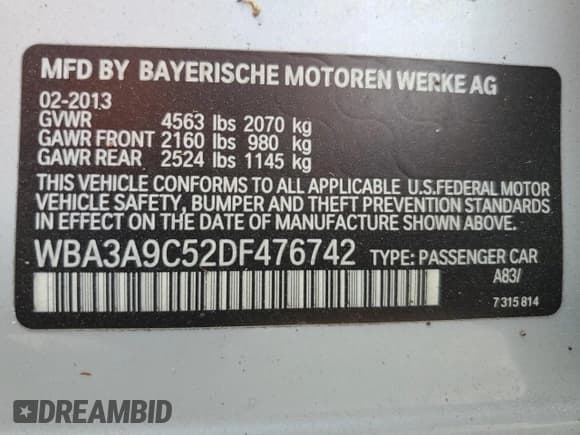 MFD BY BAYERISCHE MOTOREN WERKE AG
02-2013
GVWR 4563 lbs 2070 kg
GAWR FRONT 2160 lbs 980 kg
GAWR REAR 2524 lbs 1145 kg
THIS VEHICLE CONFORMS TO ALL APPLICABLE U.S.FEDERAL MOTOR
VEHICLE SAFETY, BUMPER AND THEFT PREVENTION STANDARDS
IN EFFECT ON THE DATE OF MANUFACTURE SHOWN ABOVE.
WBA3A9C52DF476742 TYPE: PASSENGER CAR
A83/
7 315 814
DREAMBID